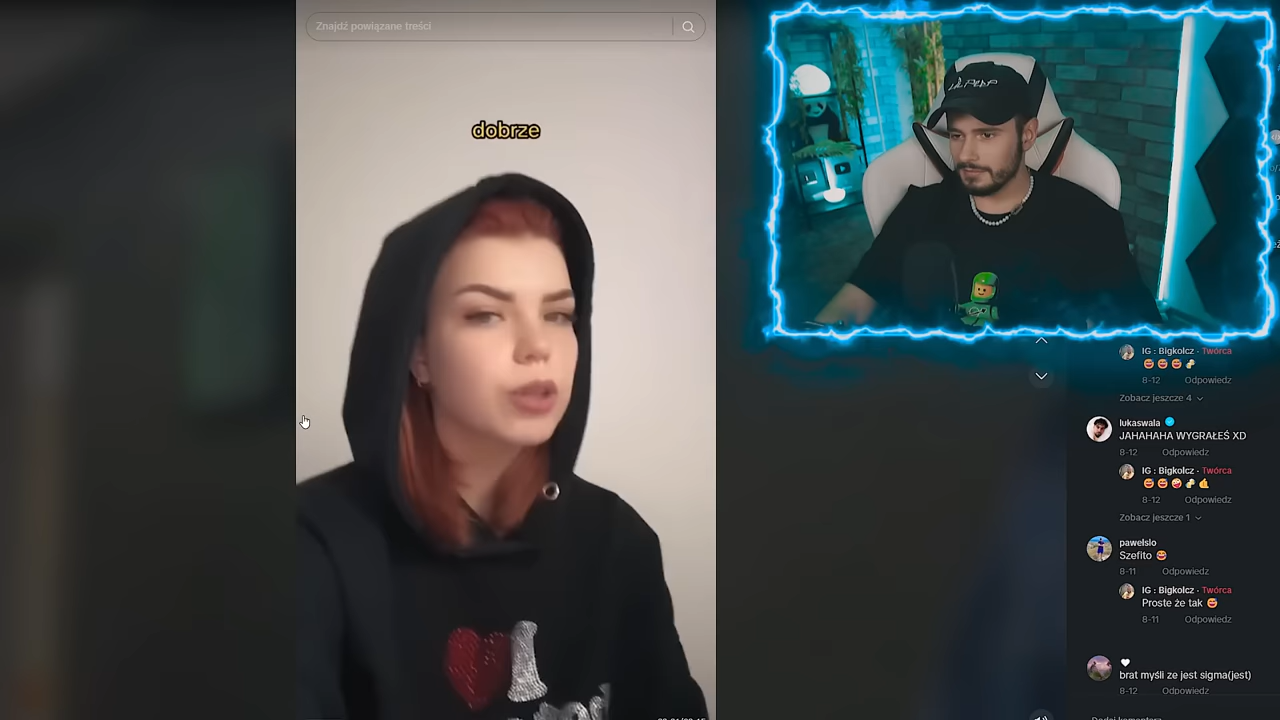 Znajdź powiązane treści
dobrze
IG : Bigkolcz · Twórca
8-12 Odpowiedz
Zobacz jeszcze 4
lukaswala
JAHAHAHA WYGRAŁEŚ XD
8-12 Odpowiedz
IG : Bigkolcz · Twórca
8-12 Odpowiedz
Zobacz jeszcze 1
pawelslo
Szefito
8-11 Odpowiedz
IG : Bigkolcz · Twórca
Proste że tak
8-11 Odpowiedz
brat myśli ze jest sigma(jest)
8-12 Odpowiedz